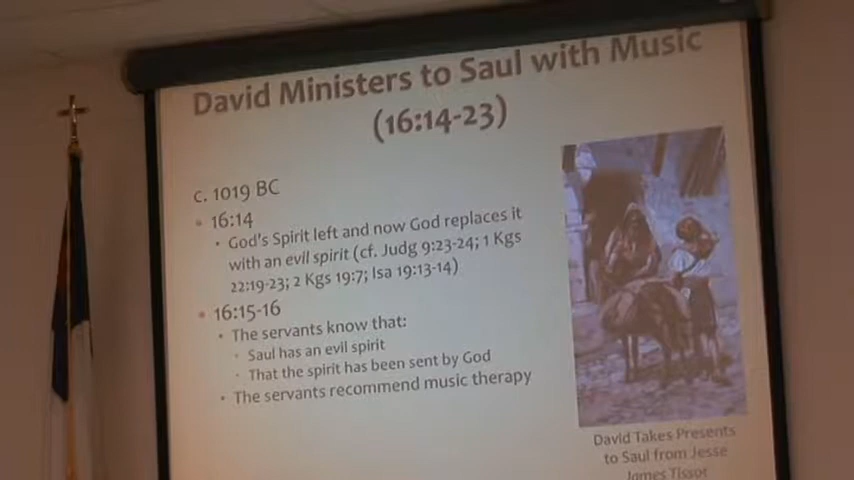 David Ministers to Saul with Music
(16:14-23)
c. 1019 BC
• 16:14
• God's Spirit left and now God replaces it
with an evil spirit (cf. Judg 9:23-24; 1 Kgs
22:19-23; 2 Kgs 19:7; Isa 19:13-14)
• 16:15-16
• The servants know that:
• Saul has an evil spirit
• That the spirit has been sent by God
• The servants recommend music therapy
David Takes Presents
to Saul from Jesse
James Tissot